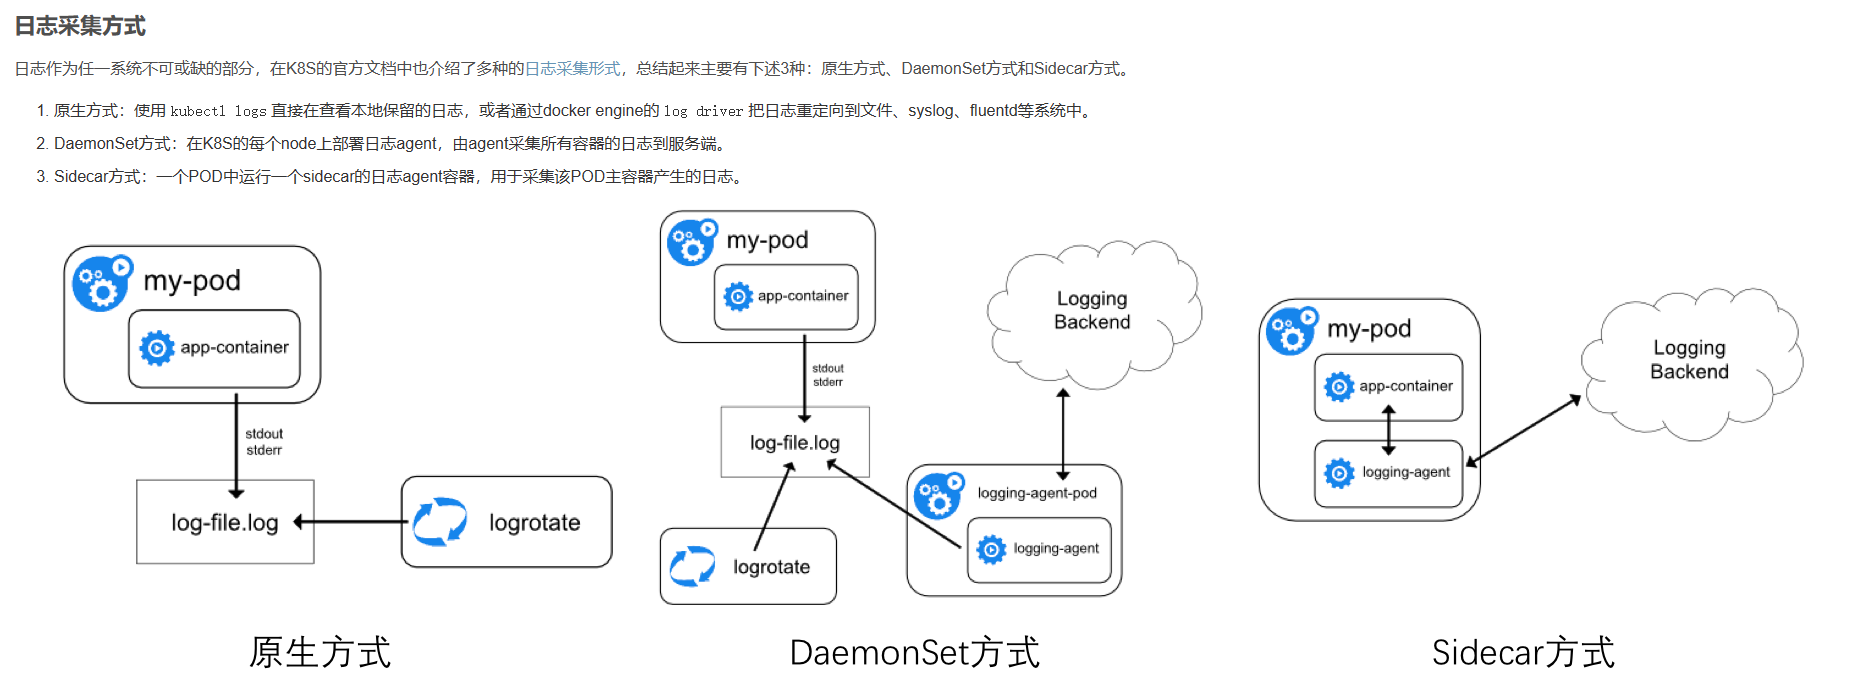 日志采集方式
日志作为任一系统不可或缺的部分，在K8S的官方文档中也介绍了多种的日志采集形式，总结起来主要有下述3种：原生方式、DaemonSet方式和Sidecar方式。
1. 原生方式：使用 kubectl logs 直接在查看本地保留的日志，或者通过docker engine的 log driver 把日志重定向到文件、syslog、fluentd等系统中。
2. DaemonSet方式：在K8S的每个node上部署日志agent，由agent采集所有容器的日志到服务端。
3. Sidecar方式：一个POD中运行一个sidecar的日志agent容器，用于采集该POD主容器产生的日志。
my-pod
app-container
stdout
stderr
log-file.log
logrotate
原生方式
my-pod
app-container
stdout
stderr
log-file.log
logrotate
Logging
Backend
logging-agent-pod
logging-agent
DaemonSet方式
my-pod
app-container
logging-agent
Logging
Backend
Sidecar方式